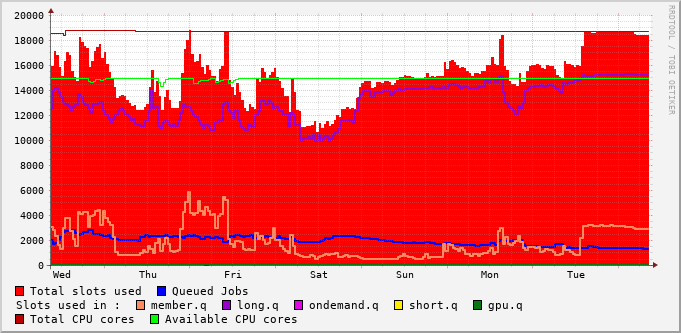 RRDTOOL / TOBI OETIKER
20000
18000
16000
14000
12000
10000
8000
6000
4000
2000
0
Wed Thu Fri Sat Sun Mon Tue
Total slots used Queued Jobs
Slots used in : member.q long.q ondemand.q short.q gpu.q
Total CPU cores Available CPU cores